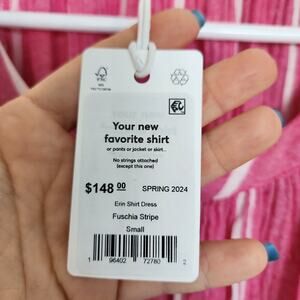 FSC
Your new
favorite shirt
or pants or jacket or skirt...
No strings attached
(except this one)
$148 00 SPRING 2024
Erin Shirt Dress
Fuschia Stripe
Small
1 96402 72780 2